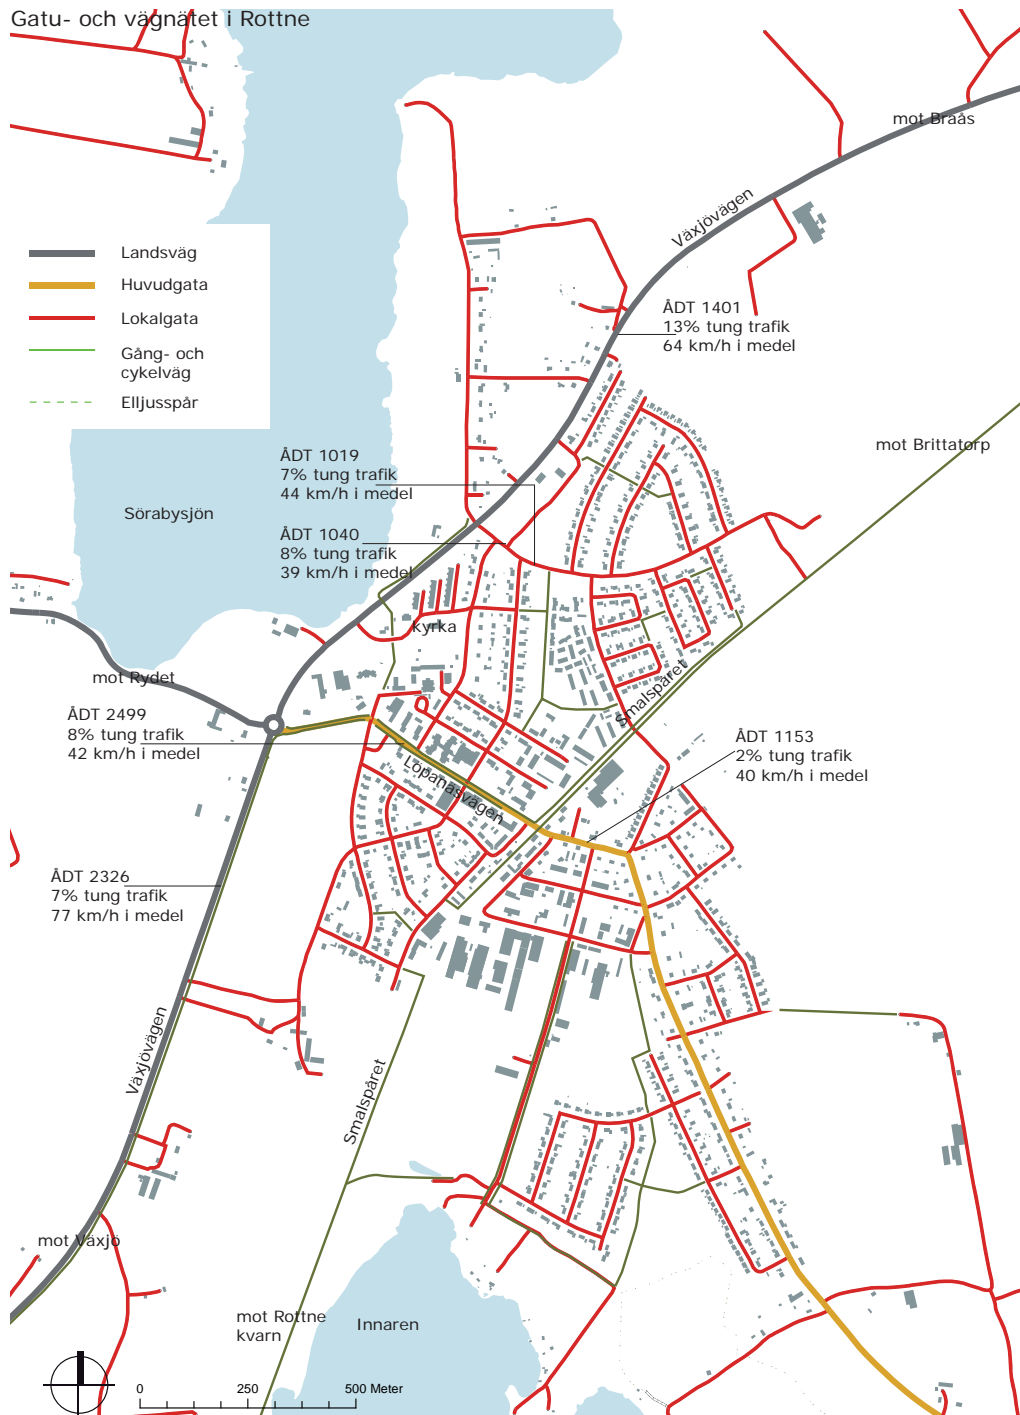 Gatu- och vägnätet i Rottne
mot Braås
Växjövägen
Landsväg
Huvudgata
Lokalgata
Gång- och
cykelväg
Elljusspår
ÅDT 1401
13% tung trafik
64 km/h i medel
mot Brittatorp
ÅDT 1019
7% tung trafik
44 km/h i medel
Sörabysjön
ÅDT 1040
8% tung trafik
39 km/h i medel
kyrka
mot Rydet
Smalspåret
ÅDT 2499
8% tung trafik
42 km/h i medel
ÅDT 1153
2% tung trafik
40 km/h i medel
Löpanäsvägen
ÅDT 2326
7% tung trafik
77 km/h i medel
Växjövägen
Smalspåret
mot Växjö
mot Rottne
kvarn
Innaren
0 250 500 Meter